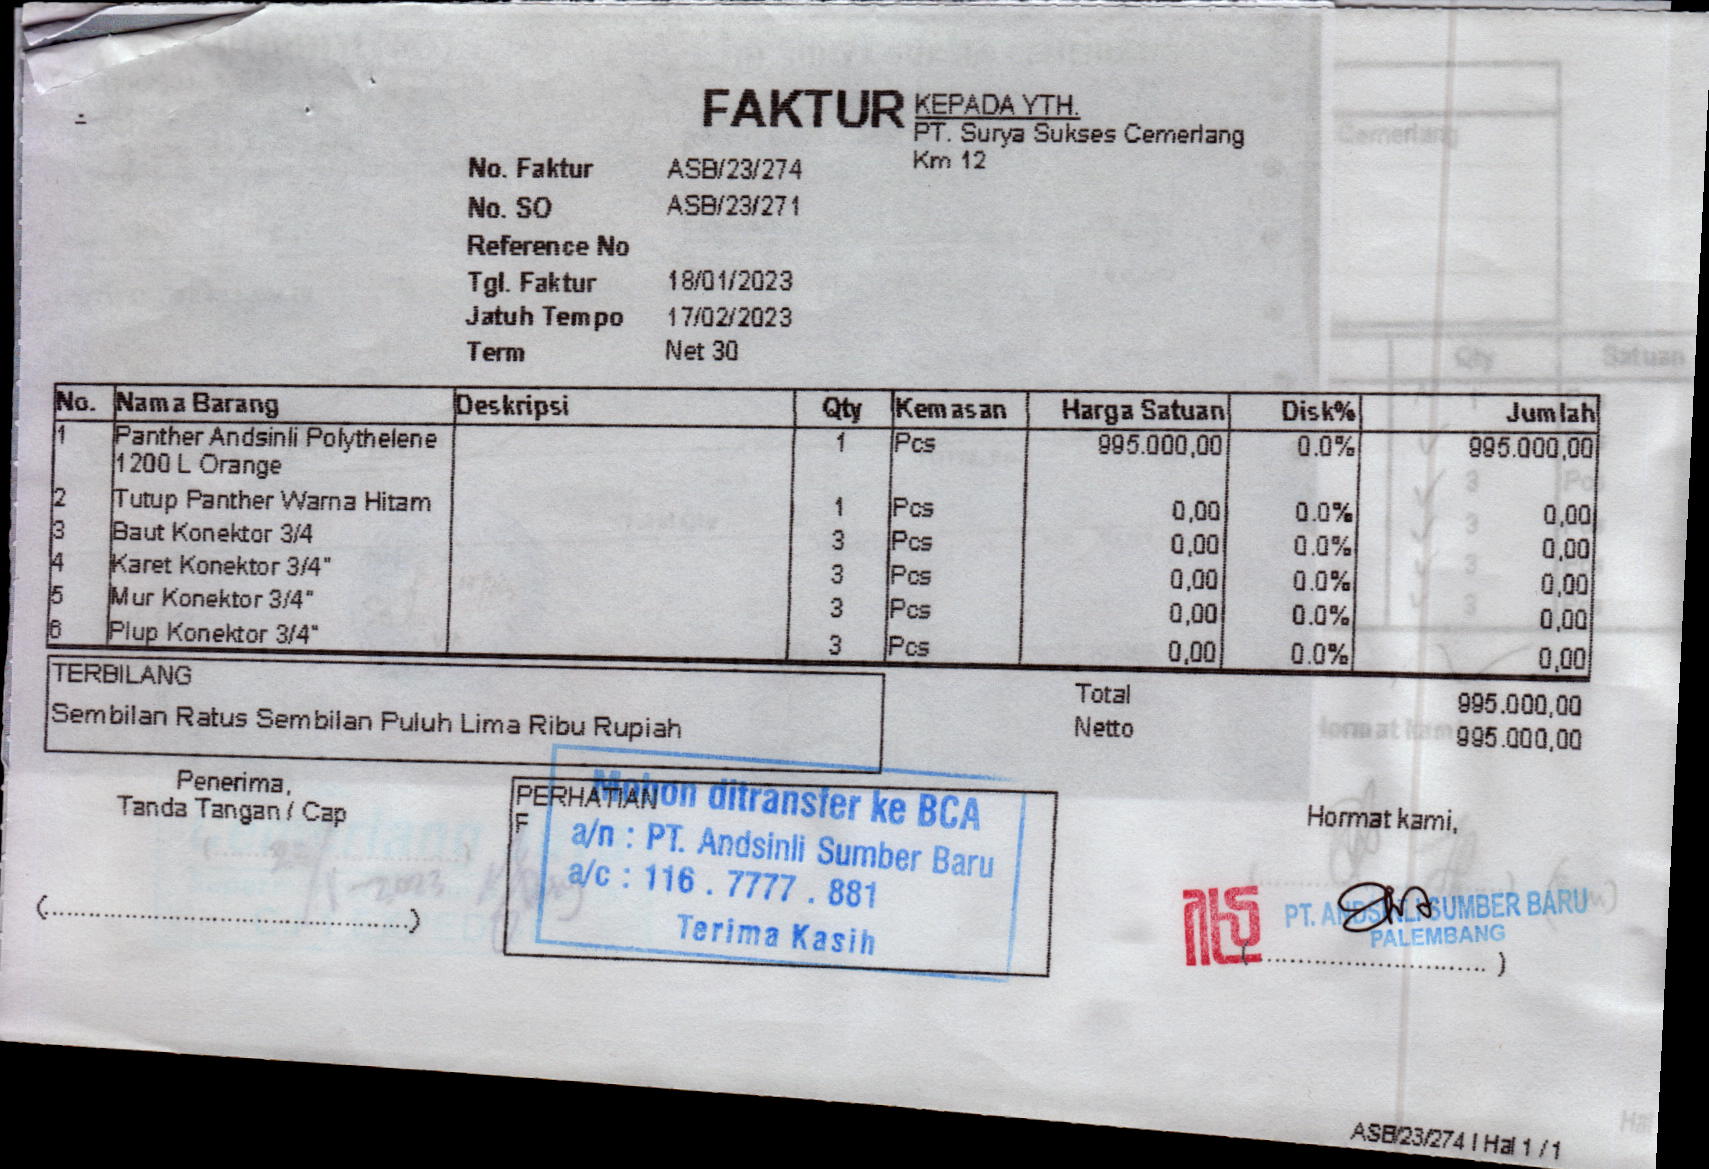 FAKTUR
KEPADA YTH.
PT. Surya Sukses Cemerlang
Km 12
No. Faktur ASB/23/274
No. SO ASB/23/271
Reference No
Tgl. Faktur 18/01/2023
Jatuh Tempo 17/02/2023
Term Net 30
No. Nama Barang Deskripsi Qty Kemasan Harga Satuan Disk% Jumlah
1 Panther Andsinli Polythelene 1 Pcs 995.000,00 0.0% 995.000,00
1200 L Orange
2 Tutup Panther Warna Hitam 1 Pcs 0,00 0.0% 0,00
3 Baut Konektor 3/4 3 Pcs 0,00 0.0% 0,00
4 Karet Konektor 3/4" 3 Pcs 0,00 0.0% 0,00
5 Mur Konektor 3/4" 3 Pcs 0,00 0.0% 0,00
6 Plup Konektor 3/4" 3 Pcs 0,00 0.0% 0,00
TERBILANG
Sembilan Ratus Sembilan Puluh Lima Ribu Rupiah
Total 995.000,00
Netto 995.000,00
Penerima,
Tanda Tangan / Cap
(.......................................)
PERHATIAN
F
Mohon ditransfer ke BCA
a/n : PT. Andsinli Sumber Baru
a/c : 116 . 7777 . 881
Terima Kasih
Hormat kami,
PT. ANDSINLI SUMBER BARU
PALEMBANG
(............................. )
ASB/23/274 | Hal 1 / 1
Cemerlang
Qty Satuan